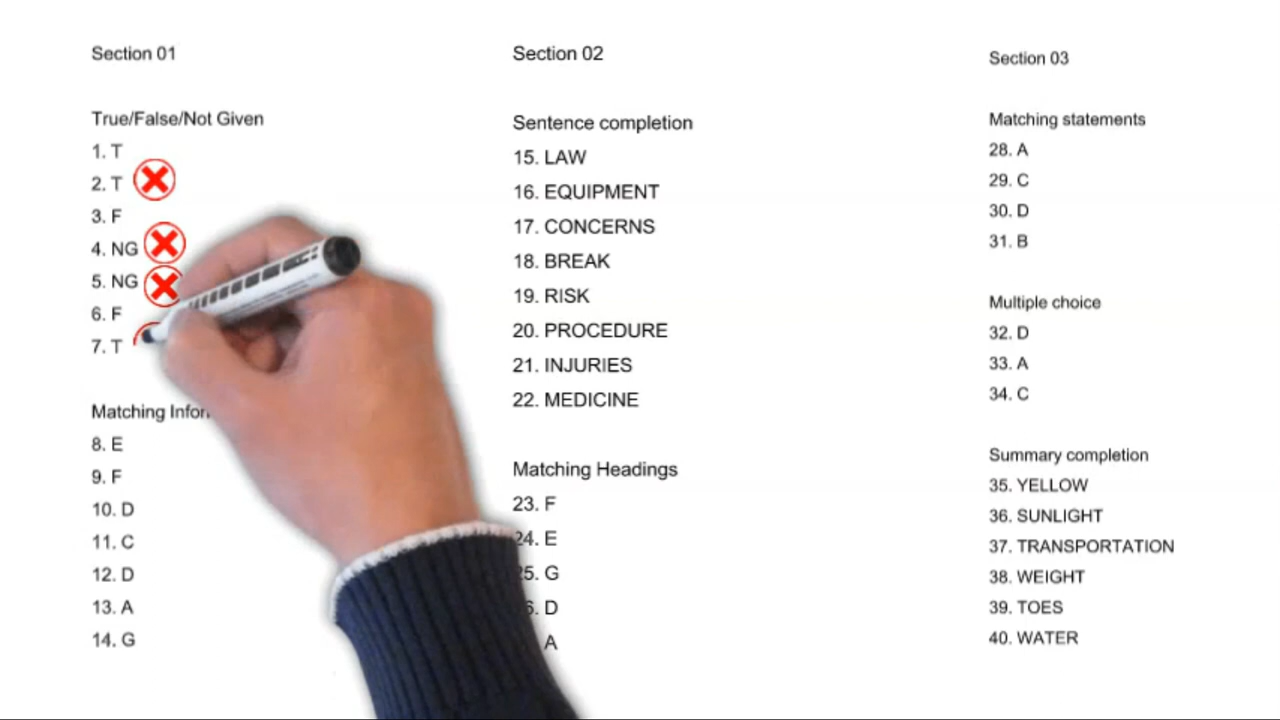 Section 01
True/False/Not Given
1. T
2. T
3. F
4. NG
5. NG
6. F
7. T
Matching
8. E
9. F
10. D
11. C
12. D
13. A
14. G
Section 02
Sentence completion
15. LAW
16. EQUIPMENT
17. CONCERNS
18. BREAK
19. RISK
20. PROCEDURE
21. INJURIES
22. MEDICINE
Matching Headings
23. F
24. E
25. G
D
A
Section 03
Matching statements
28. A
29. C
30. D
31. B
Multiple choice
32. D
33. A
34. C
Summary completion
35. YELLOW
36. SUNLIGHT
37. TRANSPORTATION
38. WEIGHT
39. TOES
40. WATER